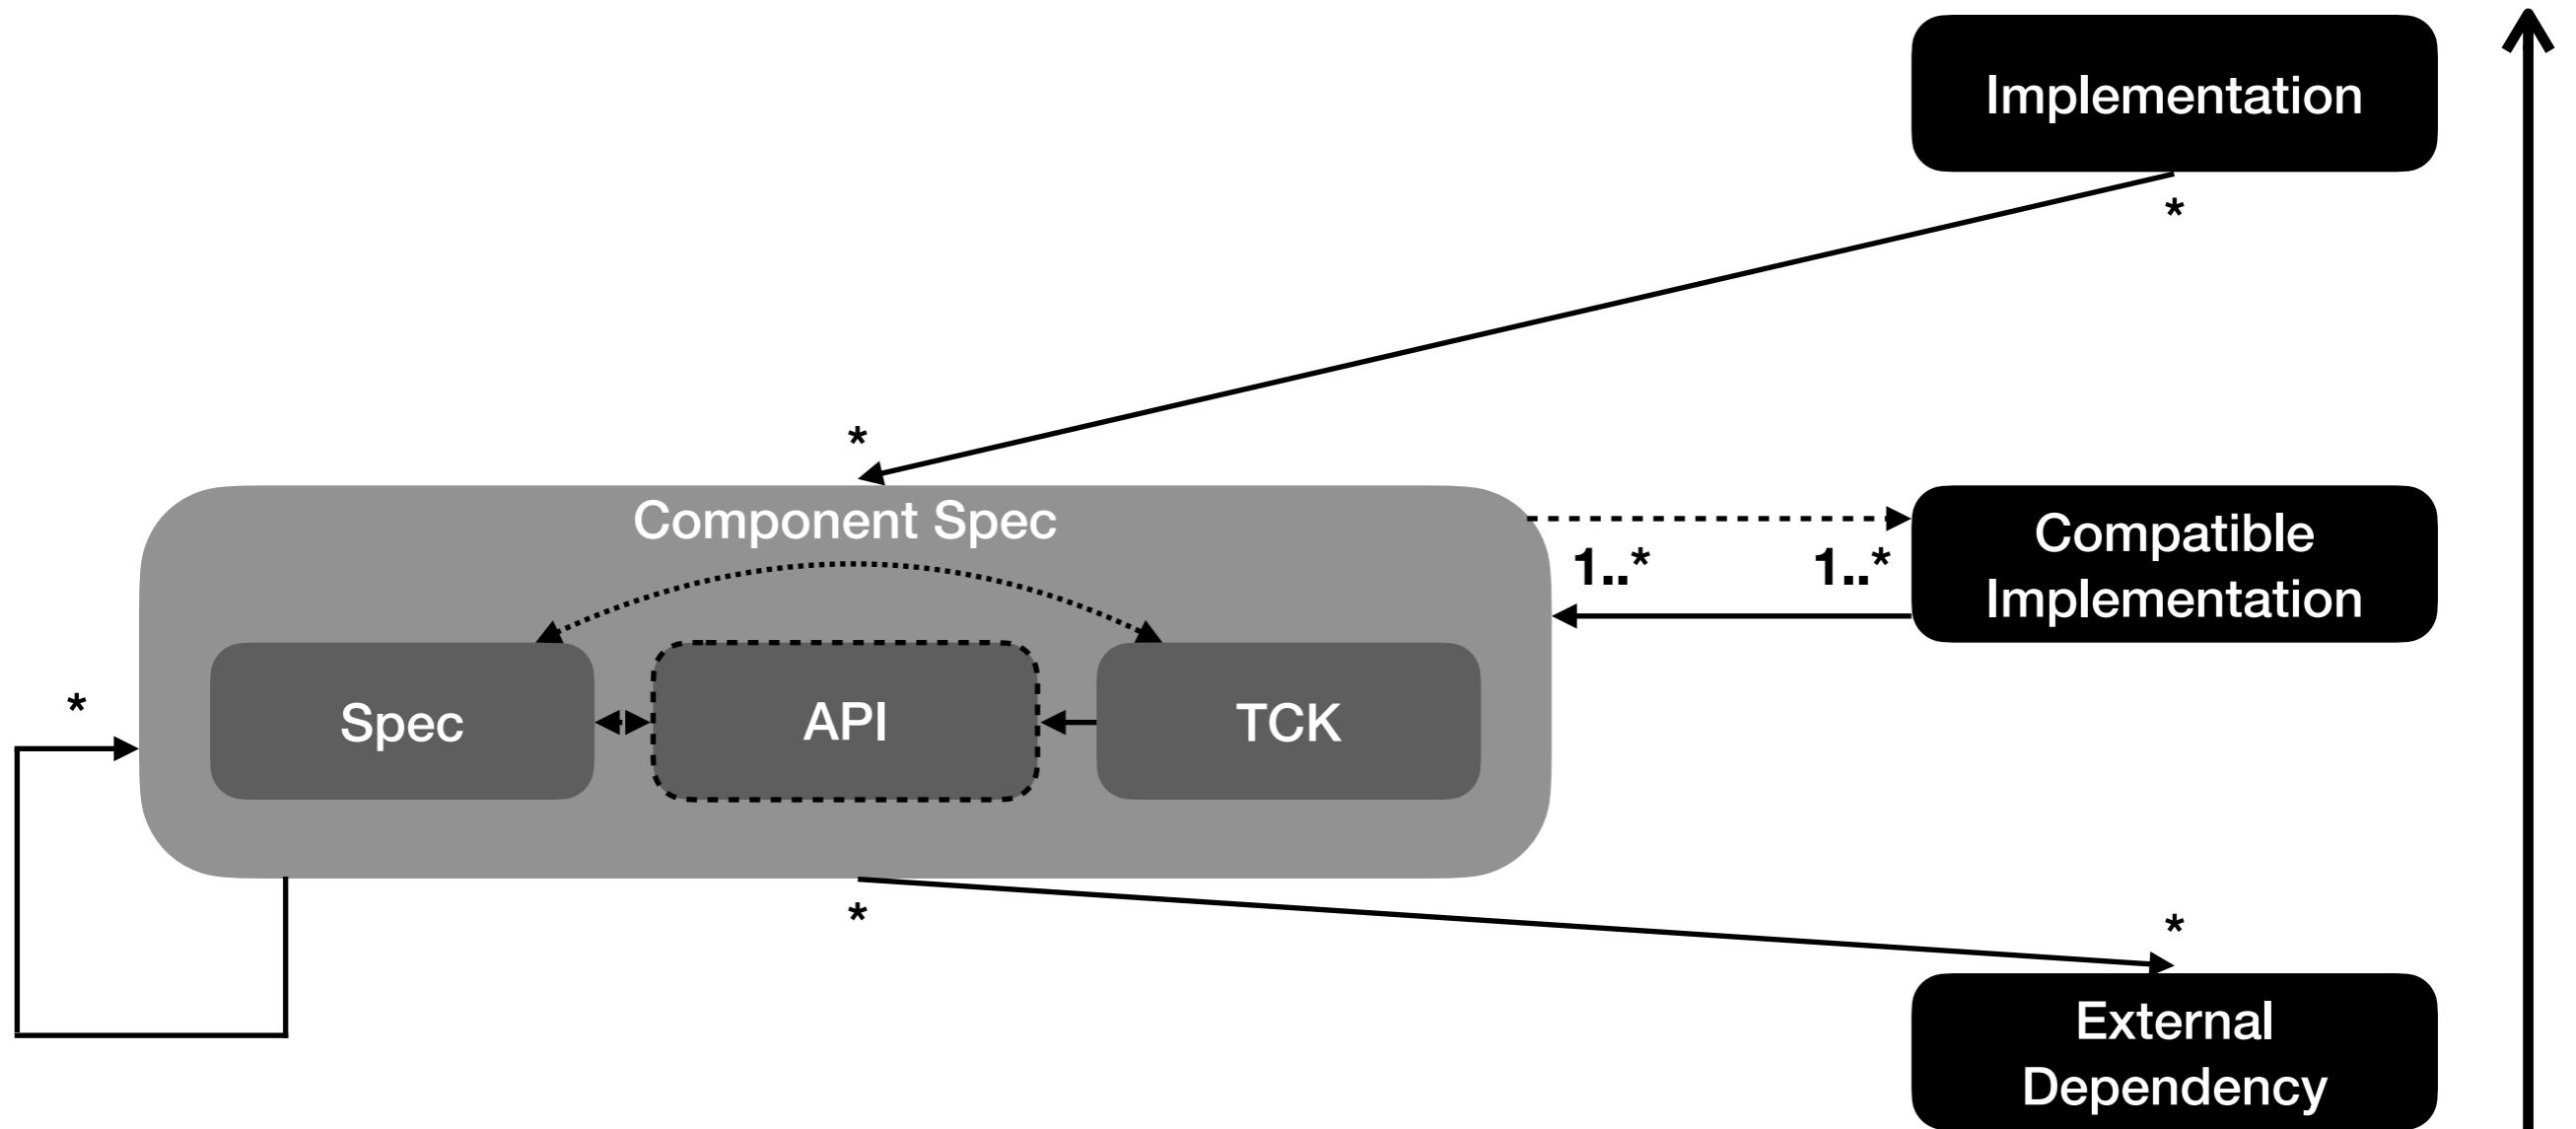 Implementation
*
*
Component Spec
Compatible
Implementation
1..*
1..*
*
Spec
API
TCK
*
*
External
Dependency